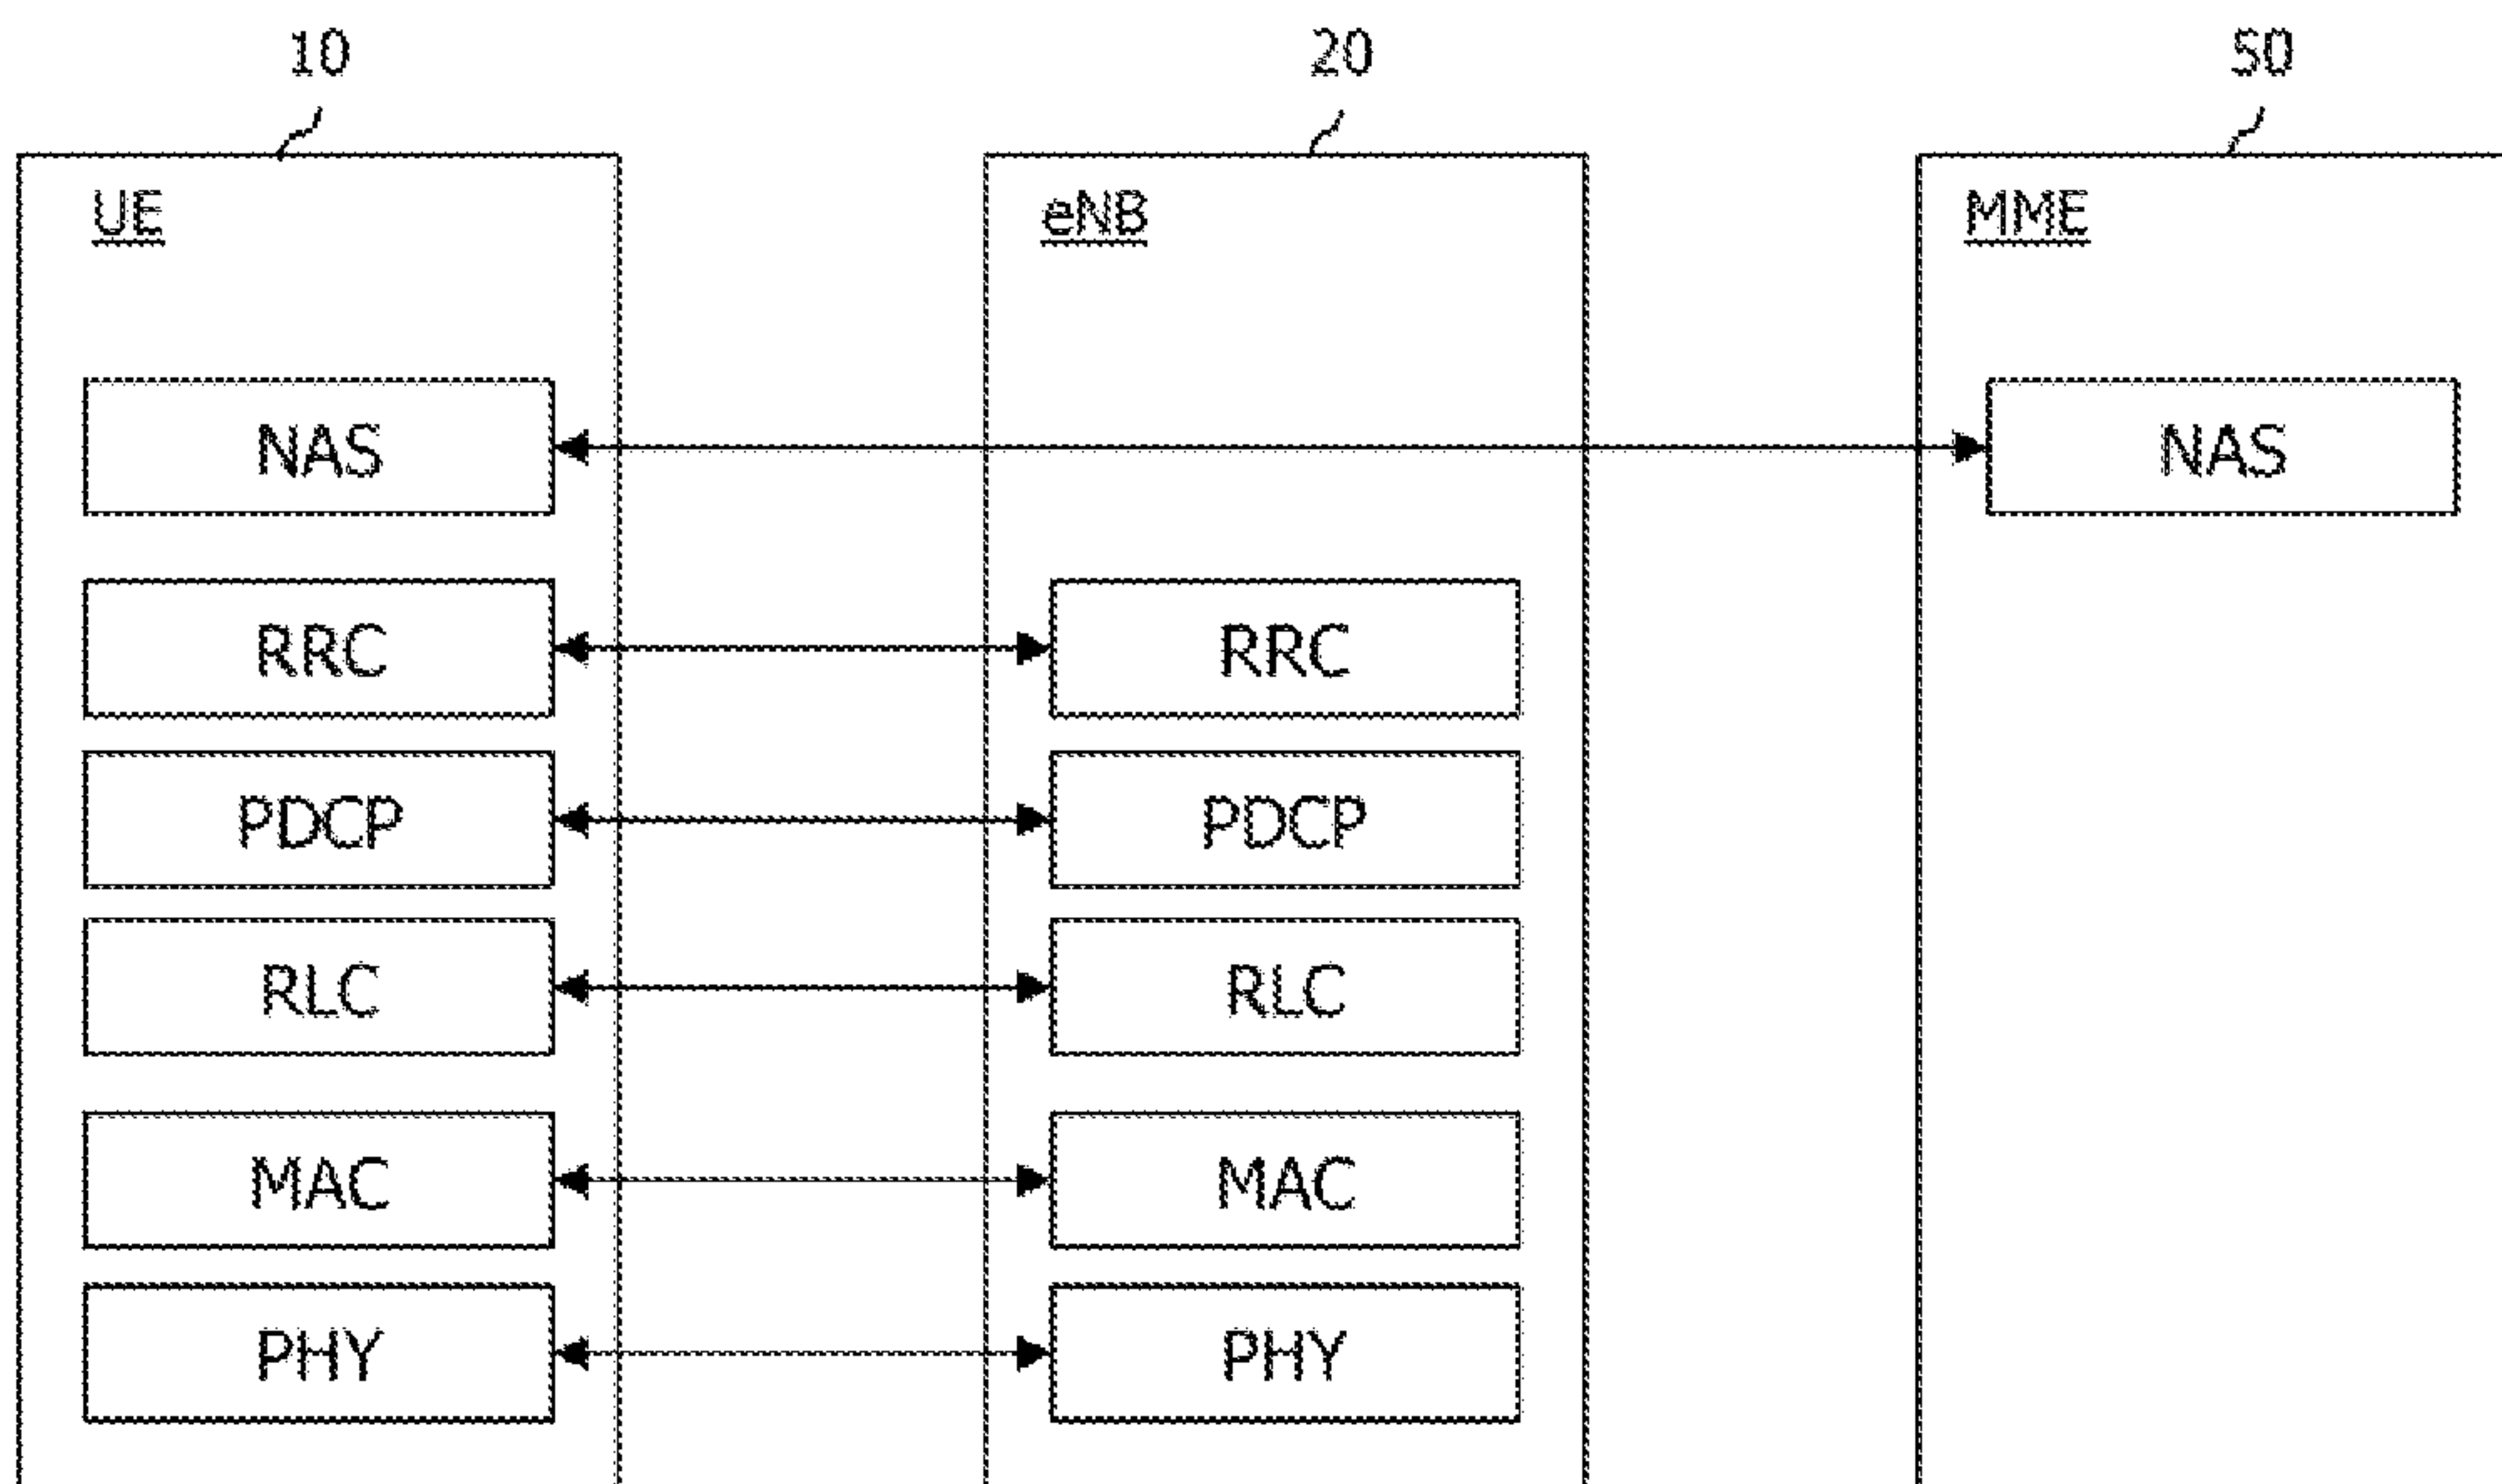 10 20 50
UE eNB MME
NAS NAS
RRC RRC
PDCP PDCP
RLC RLC
MAC MAC
PHY PHY